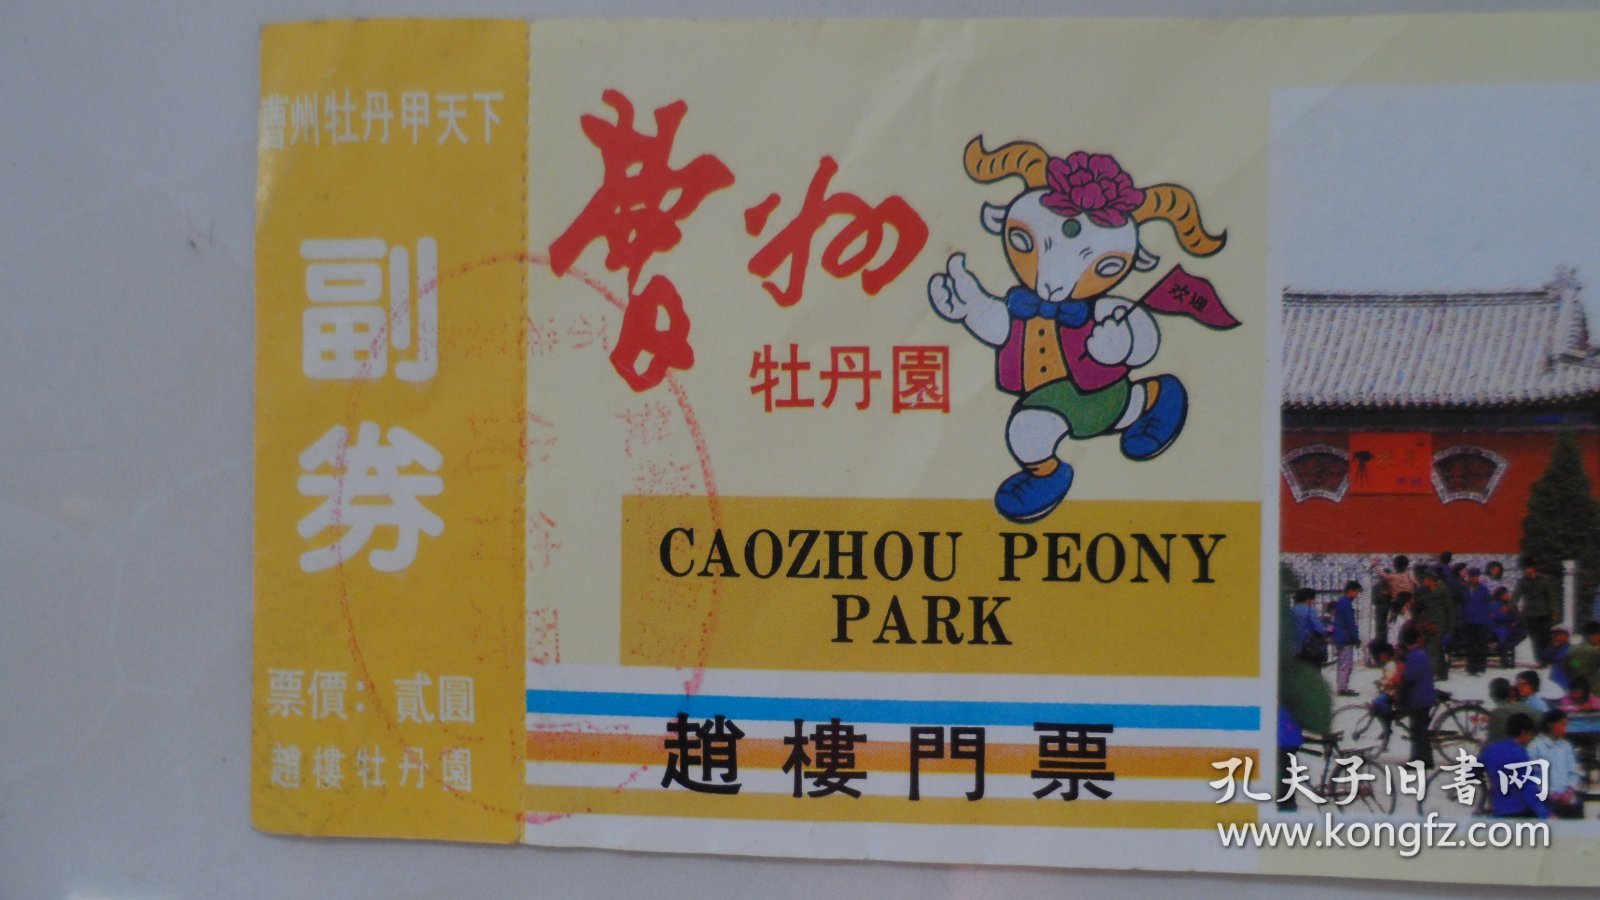 曹州牡丹甲天下
副券
票價：貳圓
趙樓牡丹園
曹州
牡丹園
欢迎
CAOZHOU PEONY
PARK
趙樓門票
孔夫子旧書网
www.kongfz.com